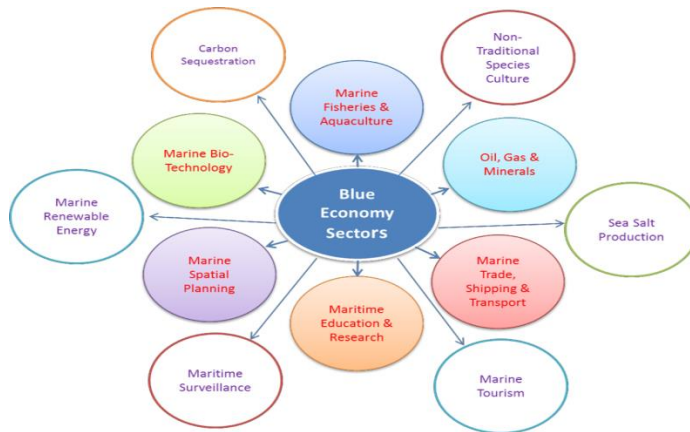 Carbon
Sequestration
Non-
Traditional
Species
Culture
Marine
Fisheries &
Aquaculture
Marine Bio-
Technology
Oil, Gas &
Minerals
Blue
Economy
Sectors
Marine
Renewable
Energy
Sea Salt
Production
Marine
Spatial
Planning
Marine
Trade,
Shipping &
Transport
Maritime
Education &
Research
Maritime
Surveillance
Marine
Tourism